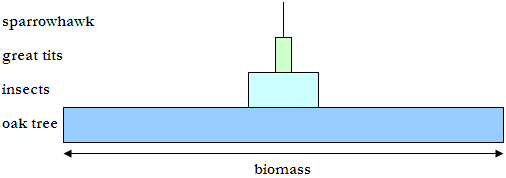 sparrowhawk
great tits
insects
oak tree
biomass